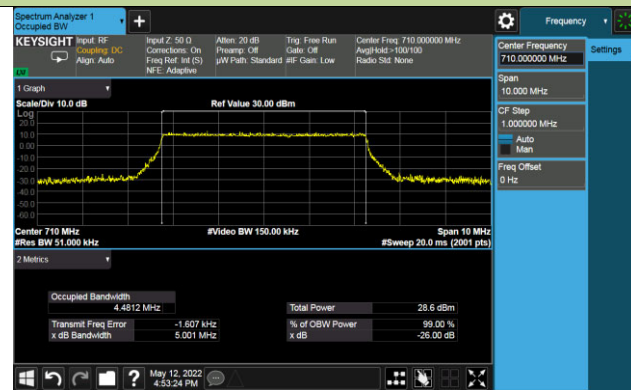 Spectrum Analyzer 1
Occupied BW
Frequency
KEYSIGHT
Input: RF
Coupling: DC
Align: Auto
Input Z: 50 Ω
Corrections: On
Freq Ref: Int (S)
NFE: Adaptive
Atten: 20 dB
Preamp: Off
µW Path: Standard
Trig: Free Run
Gate: Off
#IF Gain: Low
Center Freq: 710.000000 MHz
Avg|Hold:>100/100
Radio Std: None
Center Frequency
710.000000 MHz
Settings
Span
10.000 MHz
CF Step
1.000000 MHz
Auto
Man
Freq Offset
0 Hz
1 Graph
Scale/Div 10.0 dB
Ref Value 30.00 dBm
Log
20.0
10.0
0.00
-10.0
-20.0
-30.0
-40.0
-50.0
-60.0
Center 710 MHz
#Video BW 150.00 kHz
Span 10 MHz
#Res BW 51.000 kHz
#Sweep 20.0 ms (2001 pts)
2 Metrics
Occupied Bandwidth
4.4812 MHz
Total Power 28.6 dBm
Transmit Freq Error -1.607 kHz
% of OBW Power 99.00 %
x dB Bandwidth 5.001 MHz
x dB -26.00 dB
May 12, 2022
4:53:24 PM